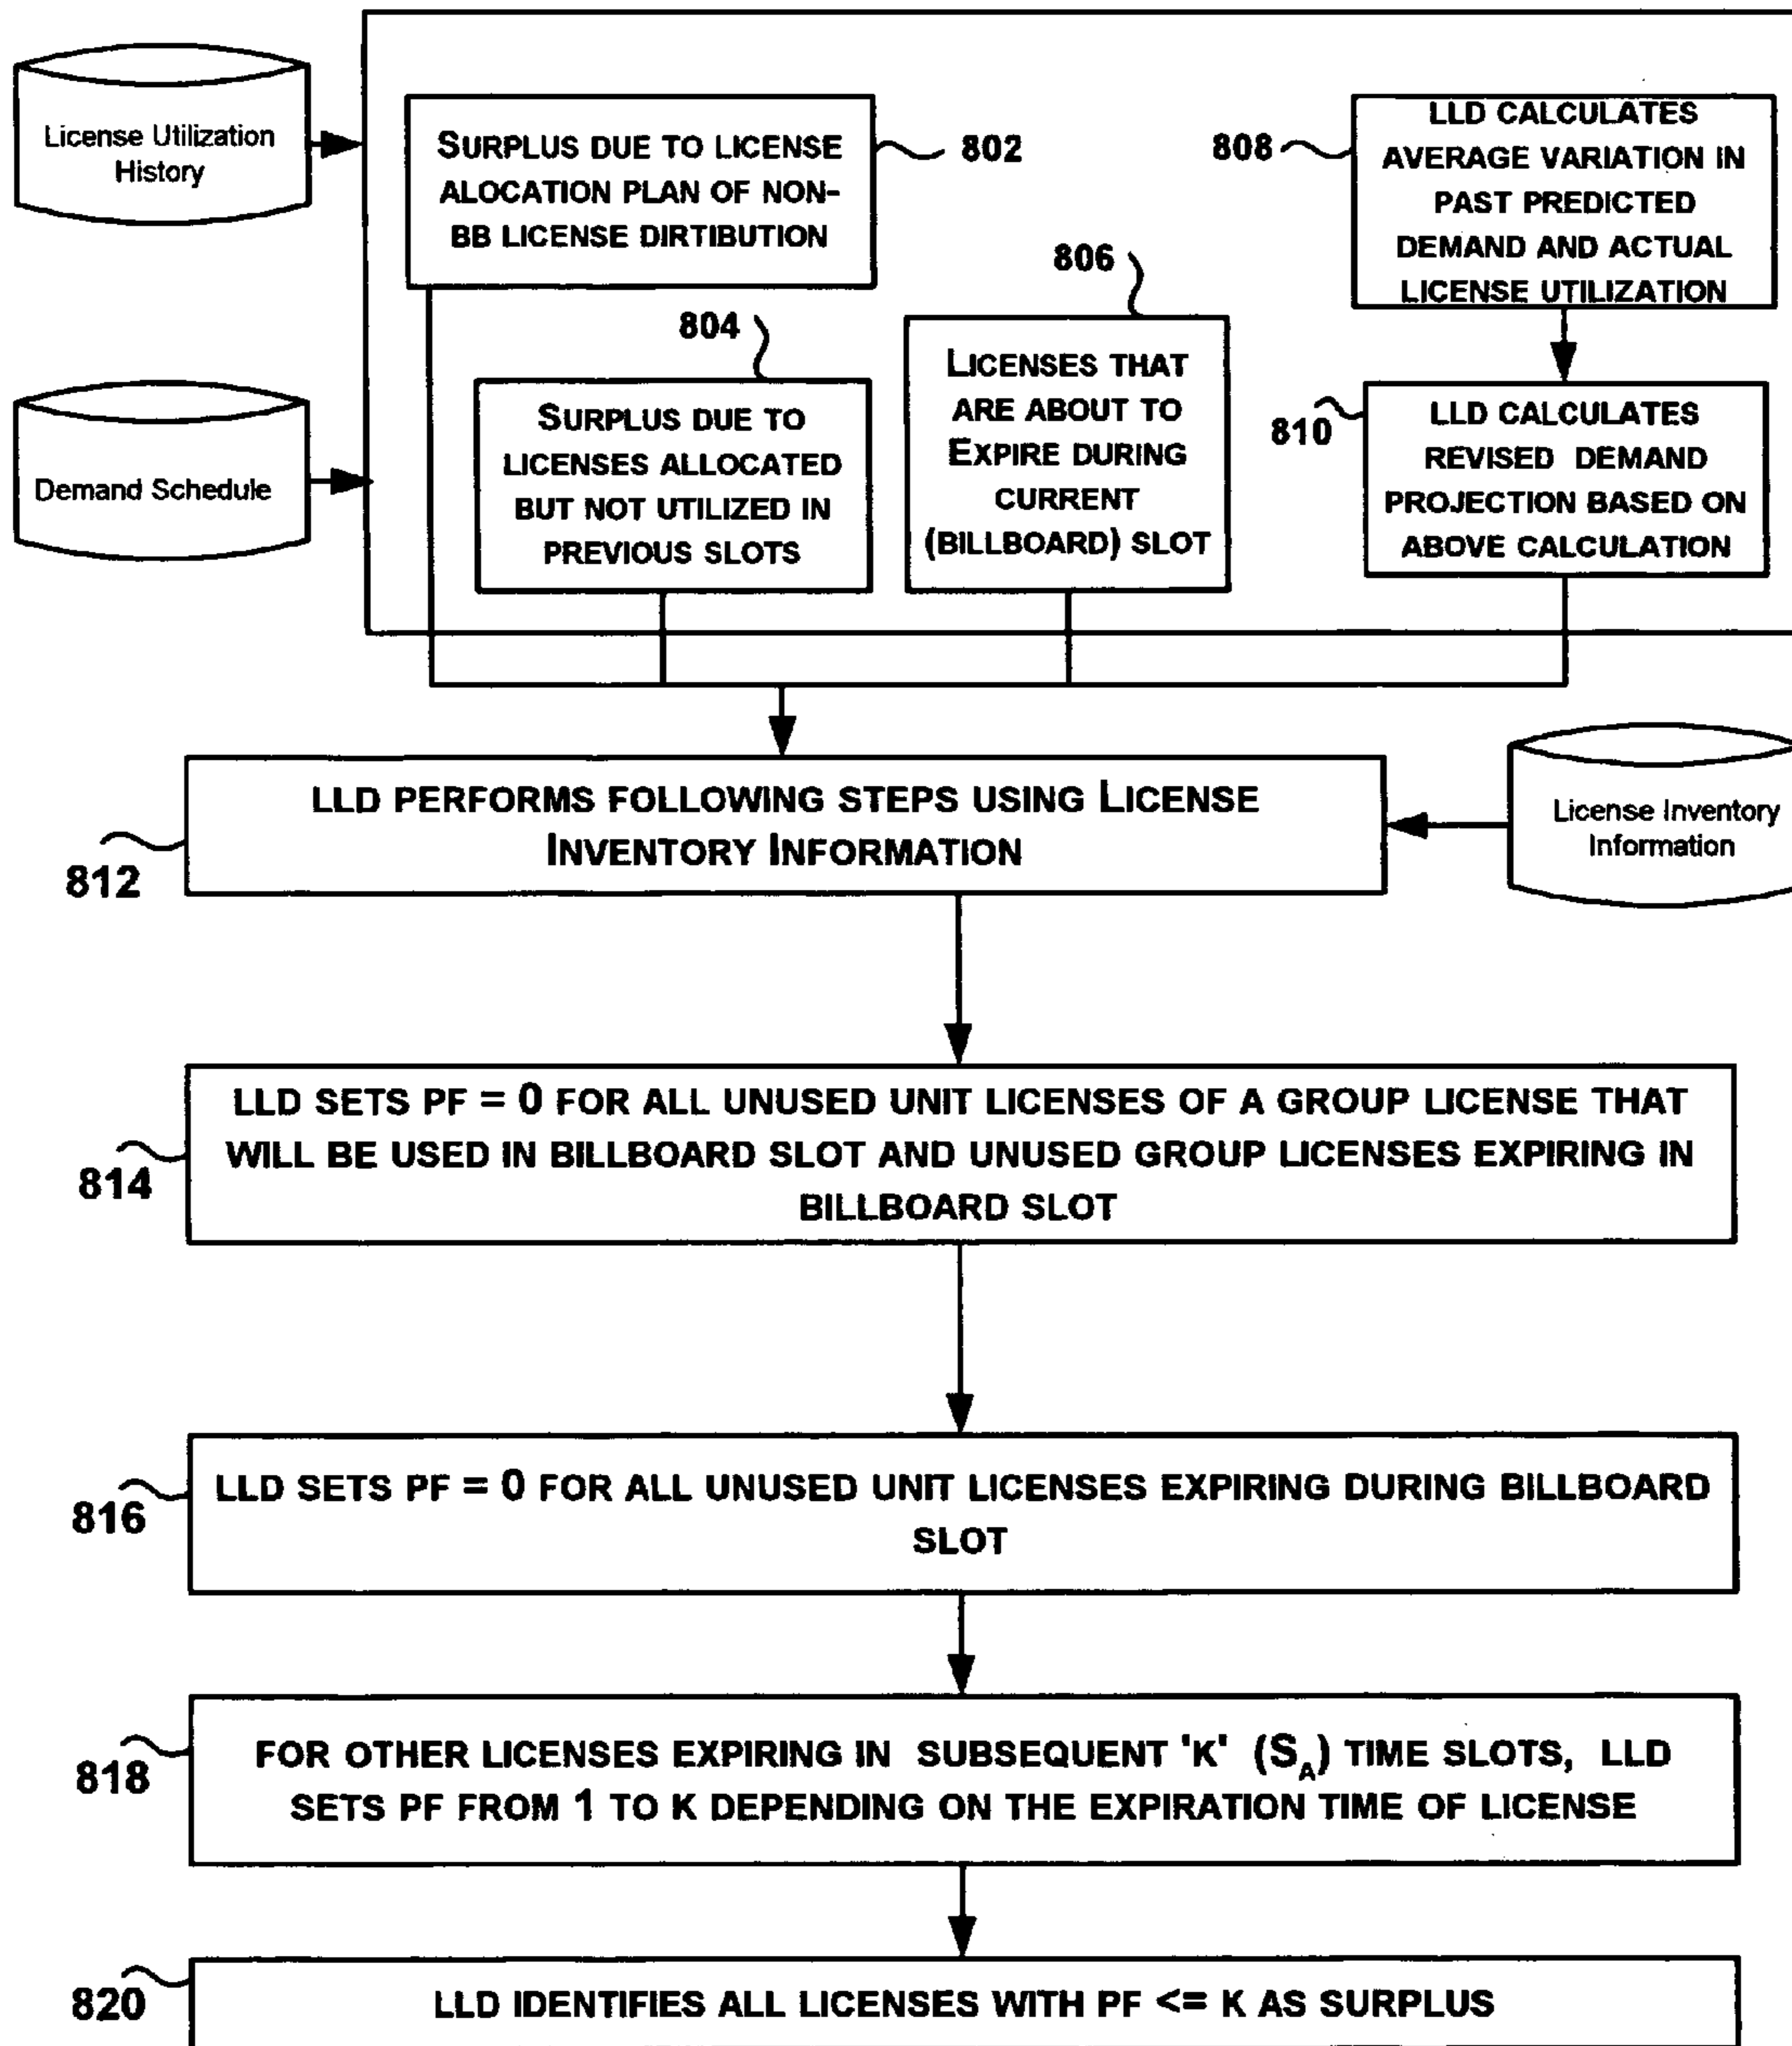 License Utilization
History
SURPLUS DUE TO LICENSE
ALOCATION PLAN OF NON-
BB LICENSE DIRTIBUTION
802
808
LLD CALCULATES
AVERAGE VARIATION IN
PAST PREDICTED
DEMAND AND ACTUAL
LICENSE UTILIZATION
Demand Schedule
804
SURPLUS DUE TO
LICENSES ALLOCATED
BUT NOT UTILIZED IN
PREVIOUS SLOTS
806
LICENSES THAT
ARE ABOUT TO
EXPIRE DURING
CURRENT
(BILLBOARD) SLOT
810
LLD CALCULATES
REVISED DEMAND
PROJECTION BASED ON
ABOVE CALCULATION
812
LLD PERFORMS FOLLOWING STEPS USING LICENSE
INVENTORY INFORMATION
License Inventory
Information
814
LLD SETS PF = 0 FOR ALL UNUSED UNIT LICENSES OF A GROUP LICENSE THAT
WILL BE USED IN BILLBOARD SLOT AND UNUSED GROUP LICENSES EXPIRING IN
BILLBOARD SLOT
816
LLD SETS PF = 0 FOR ALL UNUSED UNIT LICENSES EXPIRING DURING BILLBOARD
SLOT
818
FOR OTHER LICENSES EXPIRING IN SUBSEQUENT 'K' (SA) TIME SLOTS, LLD
SETS PF FROM 1 TO K DEPENDING ON THE EXPIRATION TIME OF LICENSE
820
LLD IDENTIFIES ALL LICENSES WITH PF <= K AS SURPLUS